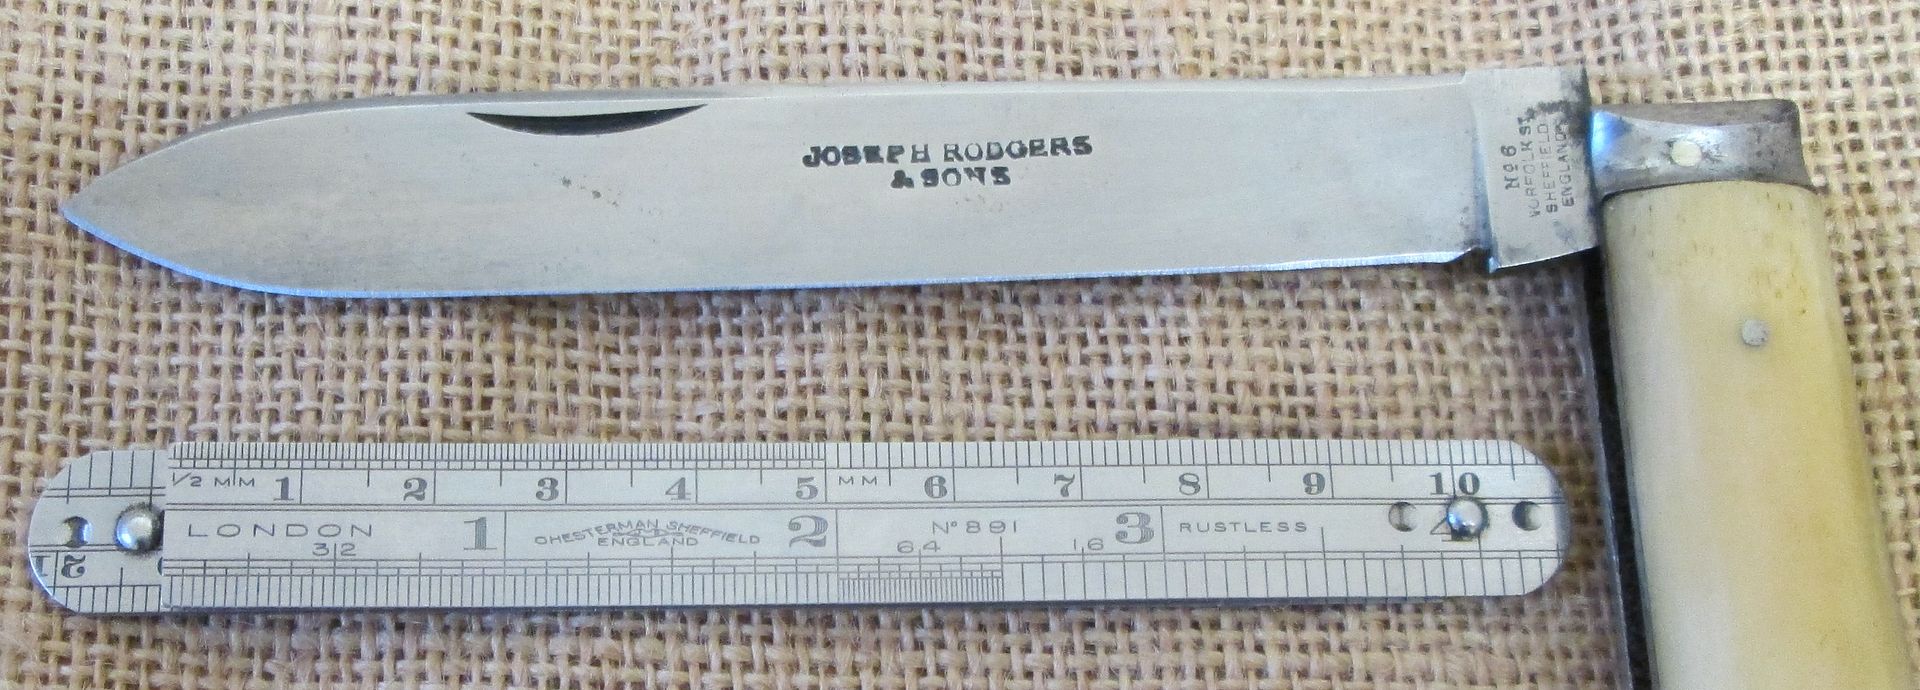 JOSEPH RODGERS
& SONS
No 6
NORFOLK ST.
SHEFFIELD
ENGLAND
1/2 MM 1 2 3 4 5 MM 6 7 8 9 10
LONDON 1 CHESTERMAN SHEFFIELD 2 No 891 3 RUSTLESS 4
ENGLAND
32 64 16
2